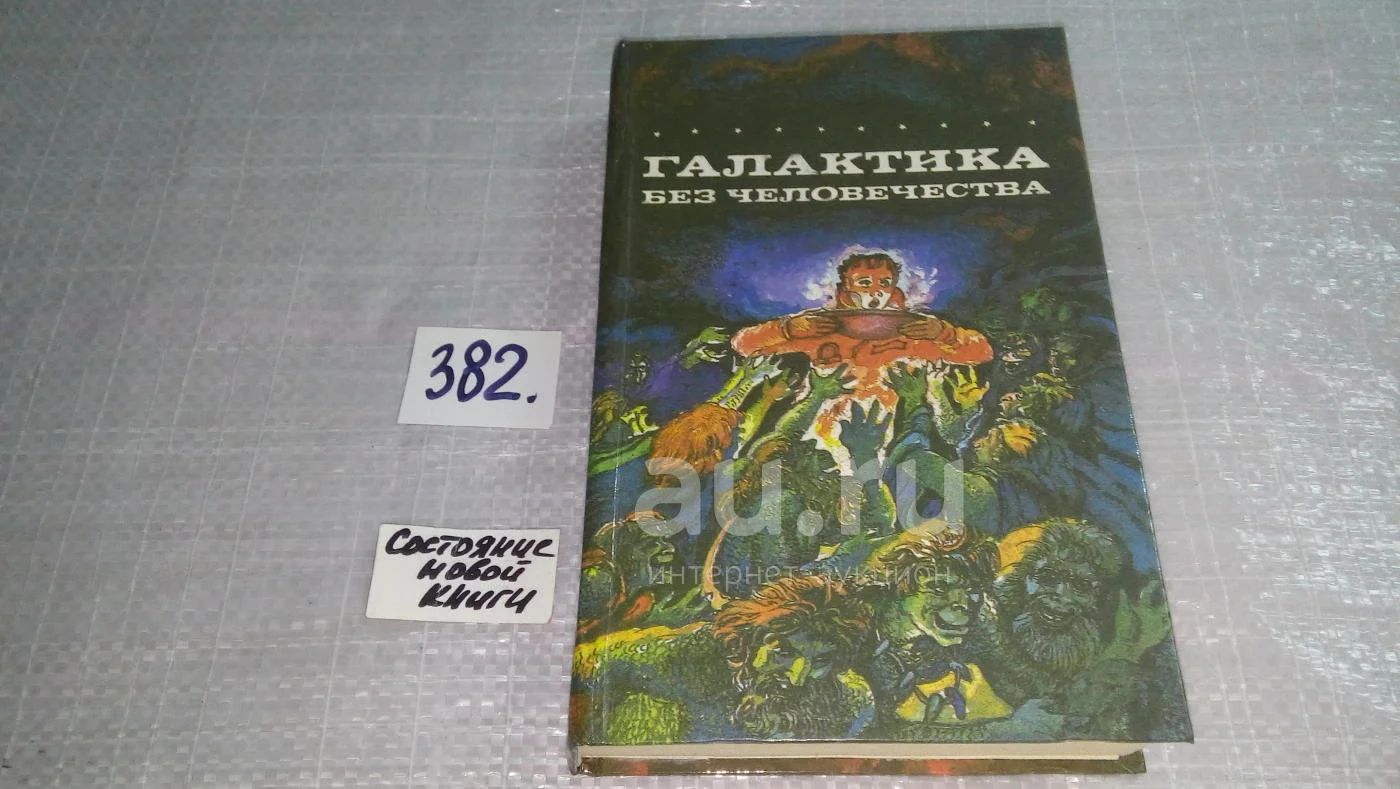 ГАЛАКТИКА
БЕЗ ЧЕЛОВЕЧЕСТВА
382.
Состояние
новой
книги
au.ru
интернет-аукцион